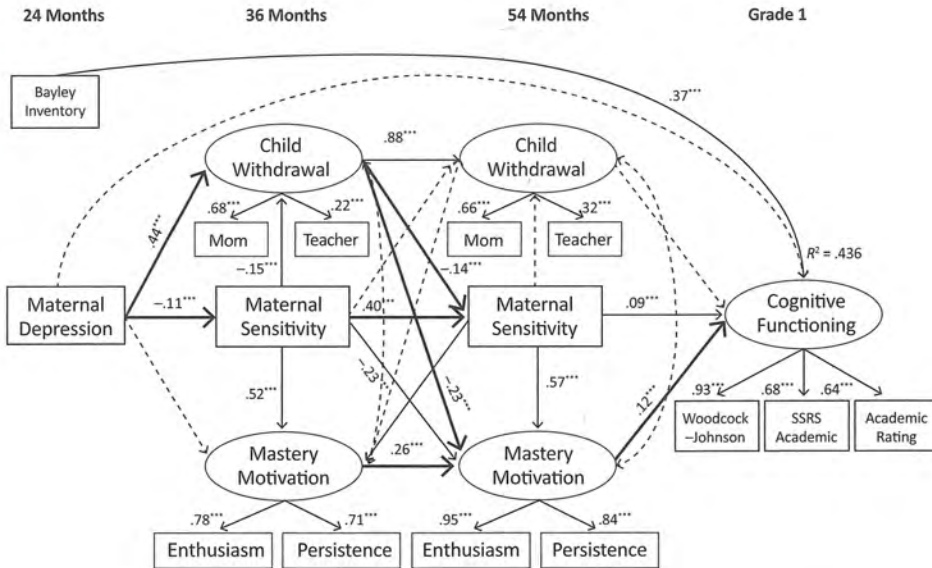 24 Months
36 Months
54 Months
Grade 1
Bayley
Inventory
.37***
Child
Withdrawal
.88***
Child
Withdrawal
.44***
.68***
.22***
Mom
Teacher
.66***
.32***
Mom
Teacher
–.15***
–.14***
R² = .436
Maternal
Depression
–.11***
Maternal
Sensitivity
.40***
Maternal
Sensitivity
.09***
Cognitive
Functioning
.52***
–.23***
–.23***
.57***
.12***
.93***
.68***
.64***
Woodcock
–Johnson
SSRS
Academic
Academic
Rating
Mastery
Motivation
.26***
Mastery
Motivation
.78***
.71***
.95***
.84***
Enthusiasm
Persistence
Enthusiasm
Persistence